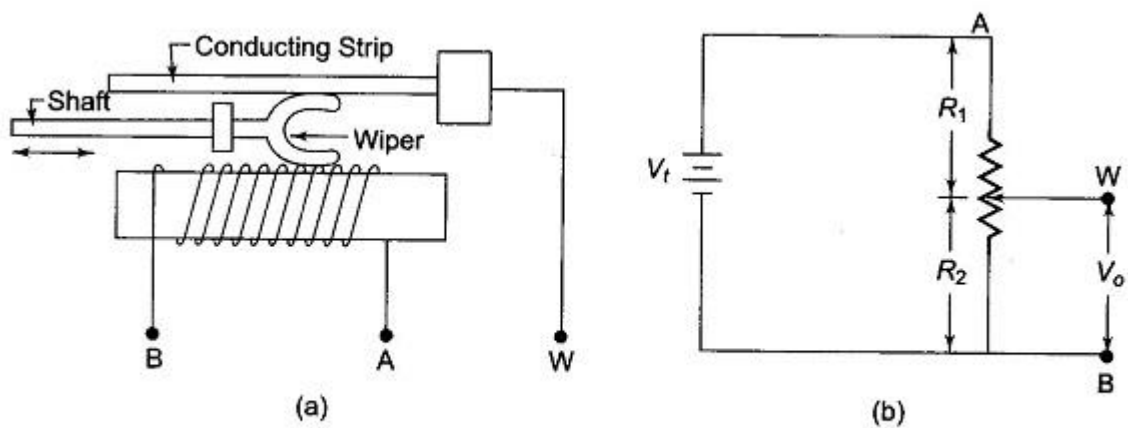 Conducting Strip
Shaft
Wiper
B
A
W
(a)
A
R1
Vt
W
R2
Vo
B
(b)